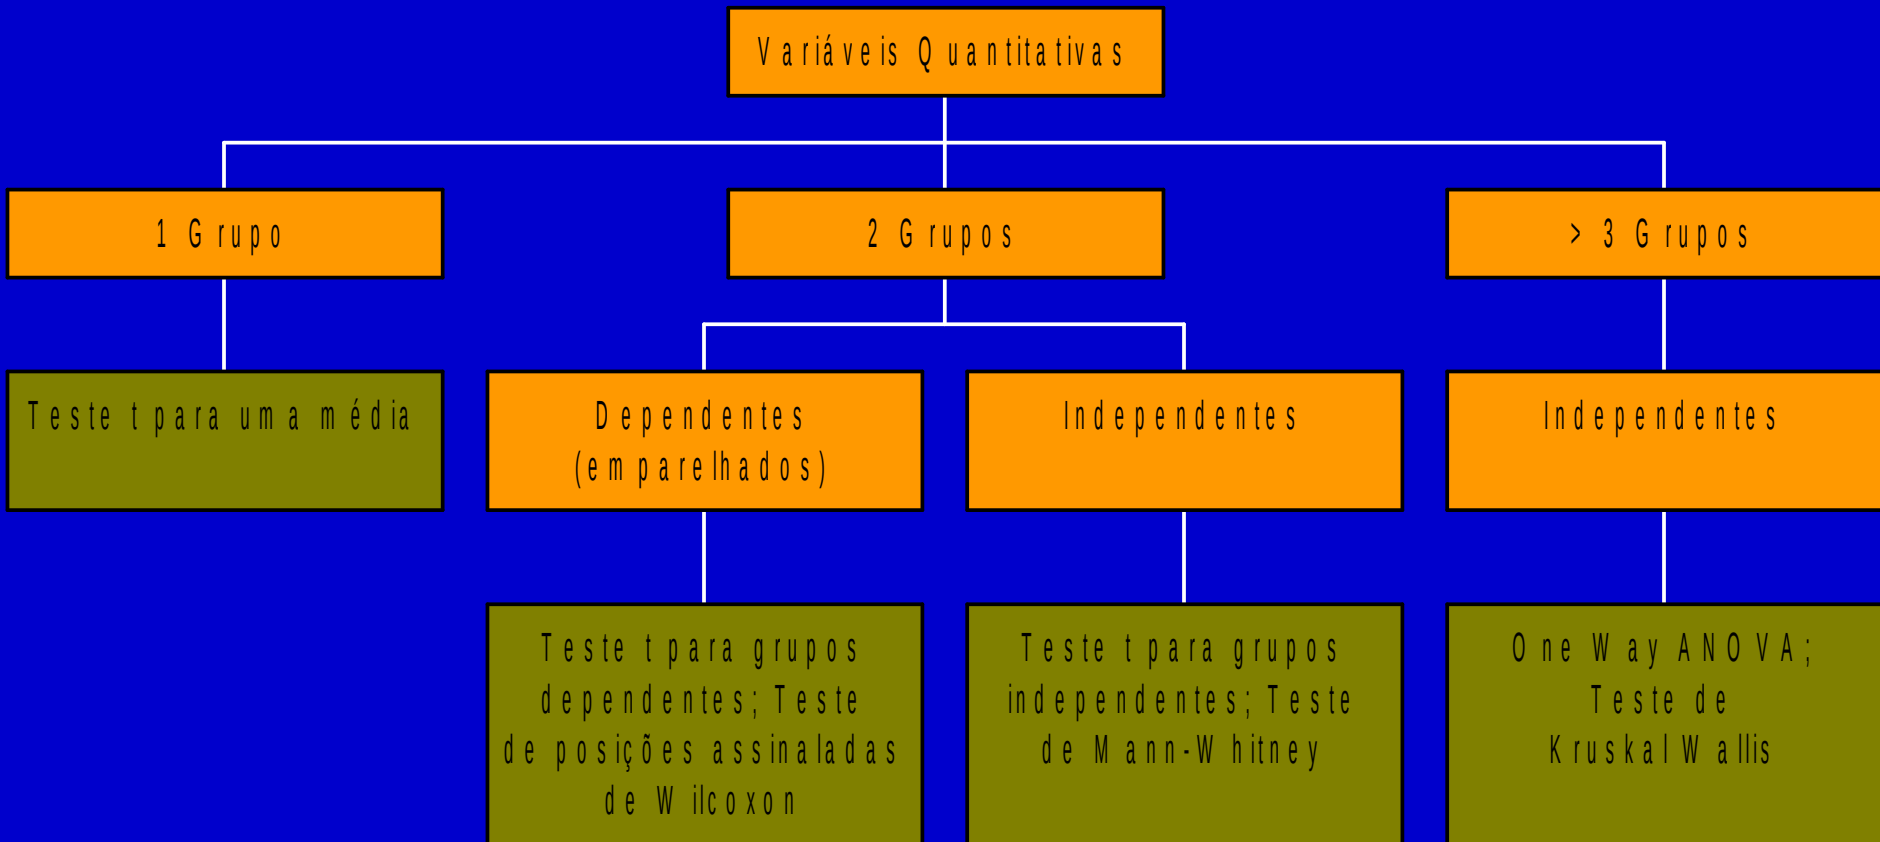 Variáveis Quantitativas
1 Grupo
2 Grupos
> 3 Grupos
Teste t para uma média
Dependentes
(emparelhados)
Independentes
Independentes
Teste t para grupos
dependentes; Teste
de posições assinaladas
de Wilcoxon
Teste t para grupos
independentes; Teste
de Mann-Whitney
One Way ANOVA;
Teste de
Kruskal Wallis